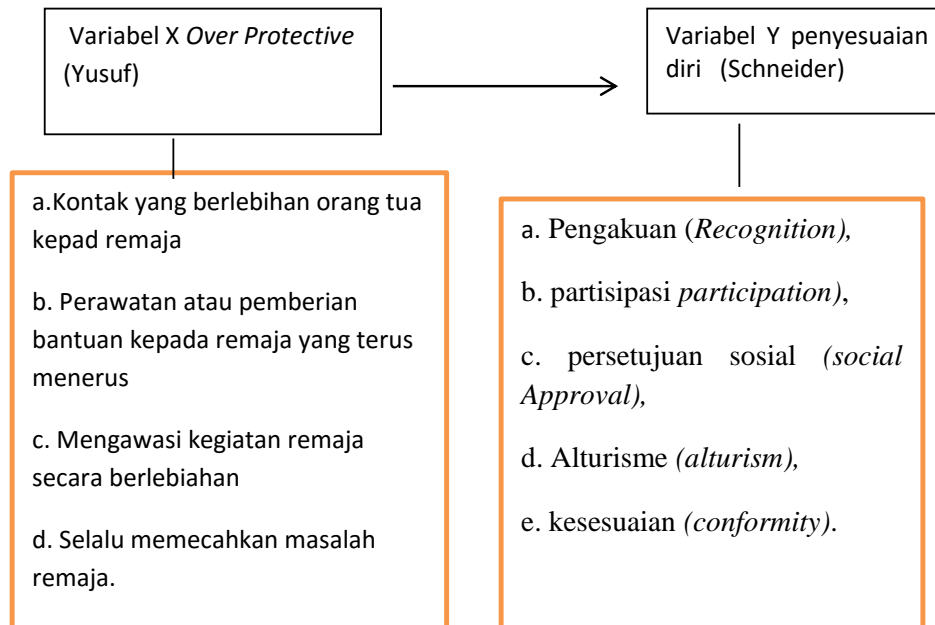 Variabel X Over Protective
(Yusuf)
Variabel Y penyesuaian
diri (Schneider)
a.Kontak yang berlebihan orang tua
kepad remaja
b. Perawatan atau pemberian
bantuan kepada remaja yang terus
menerus
c. Mengawasi kegiatan remaja
secara berlebiahan
d. Selalu memecahkan masalah
remaja.
a. Pengakuan (Recognition),
b. partisipasi participation),
c. persetujuan sosial (social
Approval),
d. Alturisme (alturism),
e. kesesuaian (conformity).